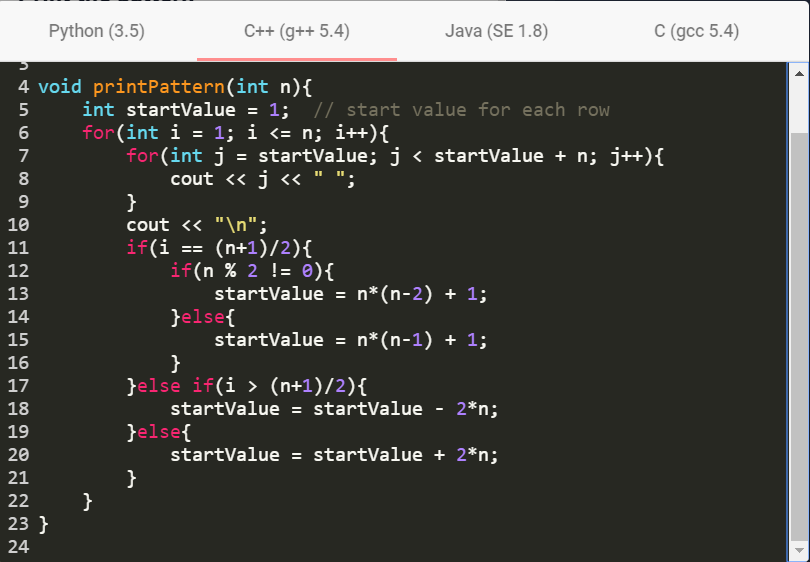 Python (3.5) C++ (g++ 5.4) Java (SE 1.8) C (gcc 5.4)
3
4 void printPattern(int n){
5     int startValue = 1;  // start value for each row
6     for(int i = 1; i <= n; i++){
7         for(int j = startValue; j < startValue + n; j++){
8             cout << j << " ";
9         }
10         cout << "\n";
11         if(i == (n+1)/2){
12             if(n % 2 != 0){
13                 startValue = n*(n-2) + 1;
14             }else{
15                 startValue = n*(n-1) + 1;
16             }
17         }else if(i > (n+1)/2){
18             startValue = startValue - 2*n;
19         }else{
20             startValue = startValue + 2*n;
21         }
22     }
23 }
24